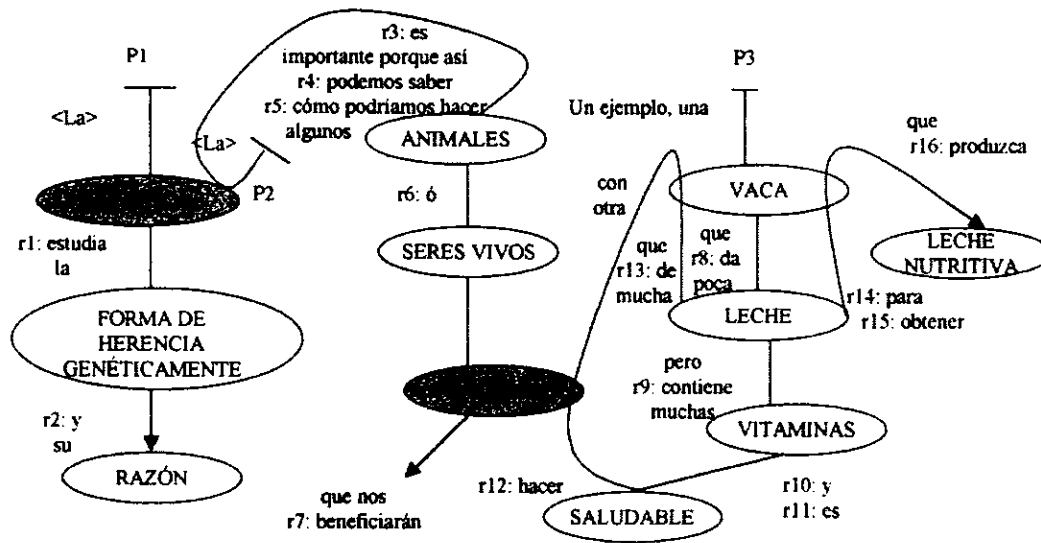 P1
<La>
r1: estudia
la
FORMA DE
HERENCIA
GENÉTICAMENTE
r2: y
su
RAZÓN
r3: es
importante porque así
r4: podemos saber
r5: cómo podríamos hacer
algunos
<La>
P2
ANIMALES
r6: ó
SERES VIVOS
que nos
r7: beneficiarán
P3
Un ejemplo, una
VACA
que
r8: da
poca
LECHE
pero
r9: contiene
muchas
VITAMINAS
r10: y
r11: es
SALUDABLE
r12: hacer
con
otra
que
r13: de
mucha
r14: para
r15: obtener
que
r16: produzca
LECHE
NUTRITIVA